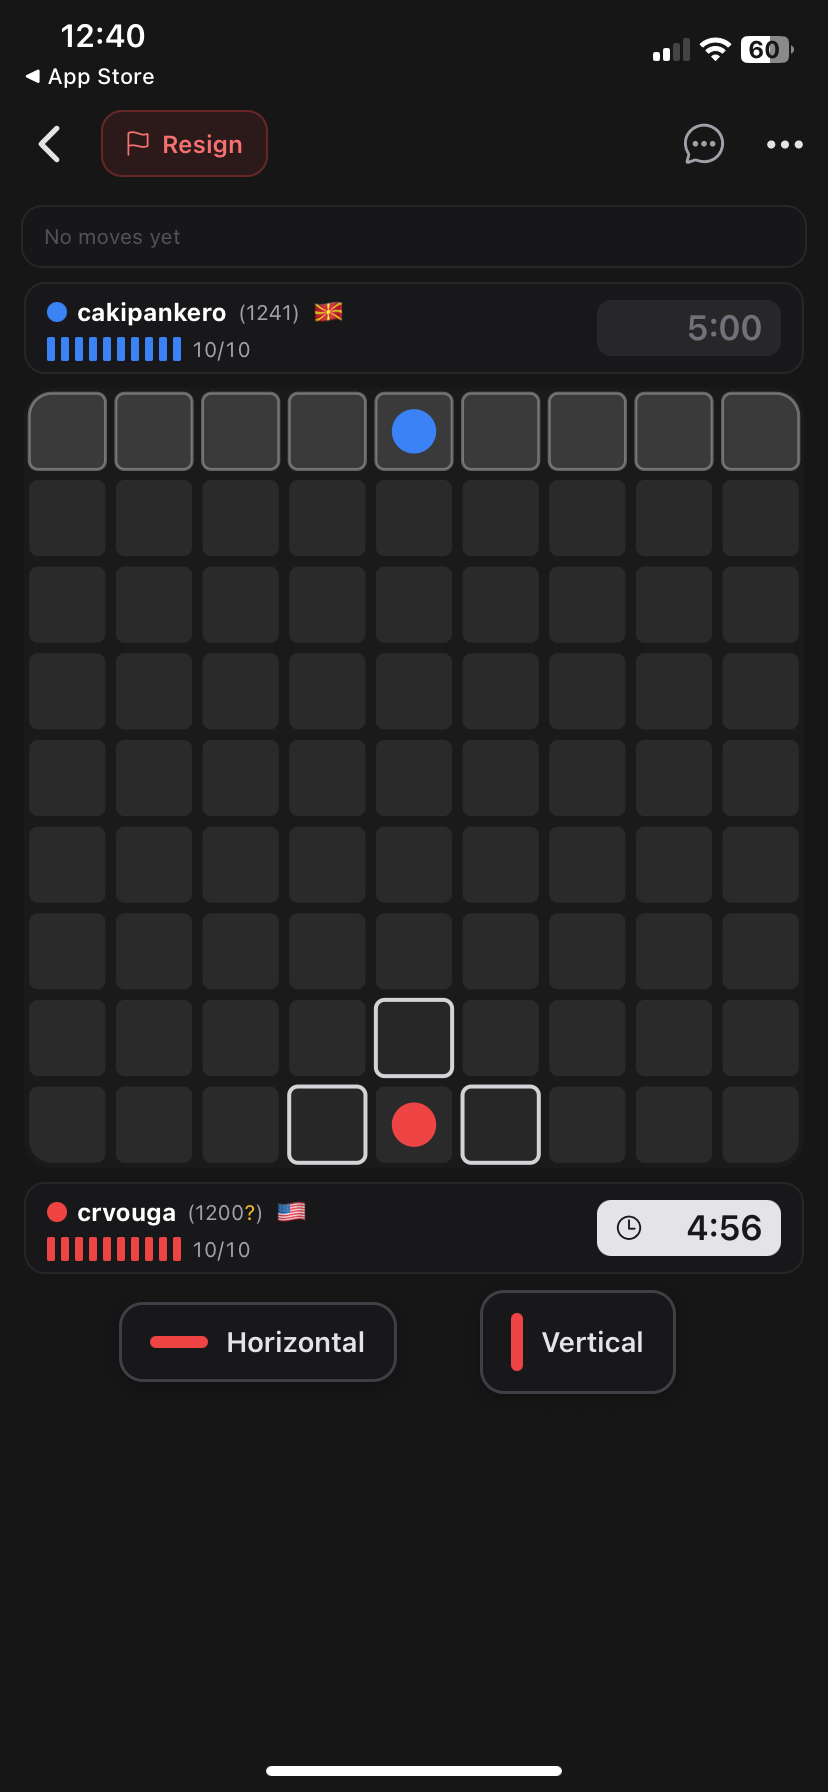 12:40
60
App Store
Resign
No moves yet
cakipankero (1241)
5:00
10/10
crvouga (1200?)
4:56
10/10
Horizontal
Vertical